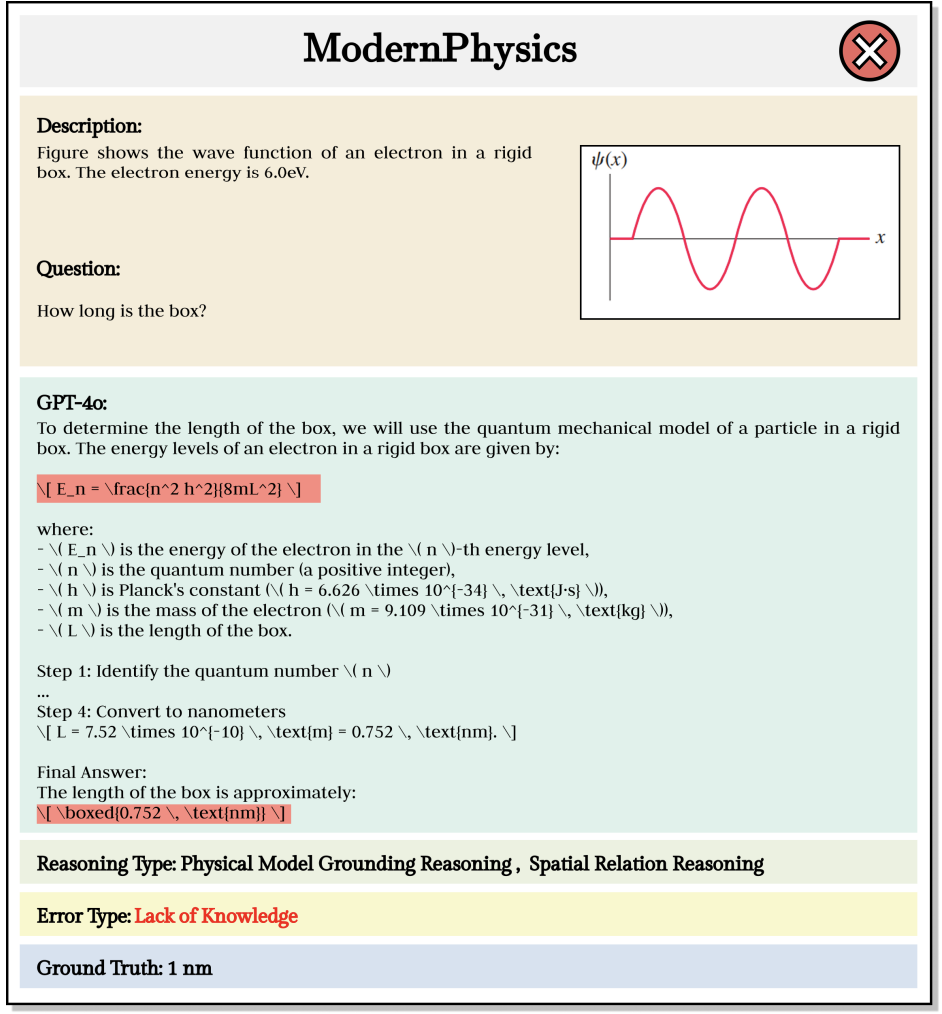 ModernPhysics
Description:
Figure shows the wave function of an electron in a rigid
box. The electron energy is 6.0eV.
ψ(x)
x
Question:
How long is the box?
GPT-4o:
To determine the length of the box, we will use the quantum mechanical model of a particle in a rigid
box. The energy levels of an electron in a rigid box are given by:
\[ E_n = \frac{n^2 h^2}{8mL^2} \]
where:
- \( E_n \) is the energy of the electron in the \( n \)-th energy level,
- \( n \) is the quantum number (a positive integer),
- \( h \) is Planck's constant (\( h = 6.626 \times 10^{-34} \, \text{J·s} \)),
- \( m \) is the mass of the electron (\( m = 9.109 \times 10^{-31} \, \text{kg} \)),
- \( L \) is the length of the box.
Step 1: Identify the quantum number \( n \)
...
Step 4: Convert to nanometers
\[ L = 7.52 \times 10^{-10} \, \text{m} = 0.752 \, \text{nm}. \]
Final Answer:
The length of the box is approximately:
\[ \boxed{0.752 \, \text{nm}} \]
Reasoning Type: Physical Model Grounding Reasoning , Spatial Relation Reasoning
Error Type: Lack of Knowledge
Ground Truth: 1 nm